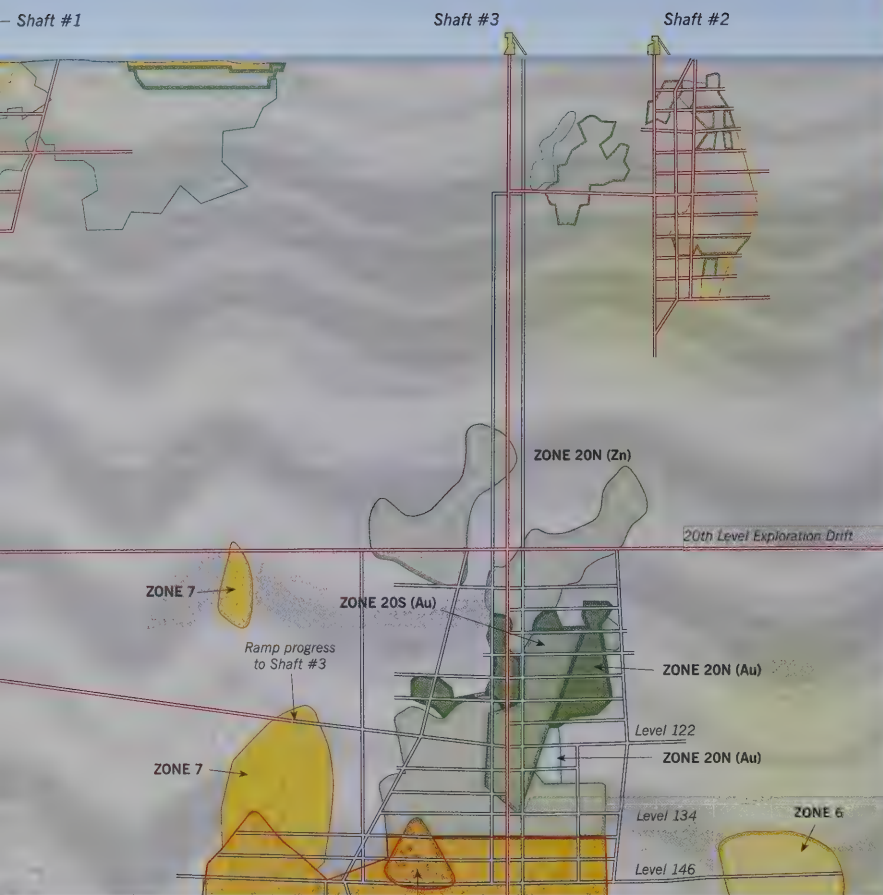 Shaft #1
Shaft #3
Shaft #2
ZONE 20N (Zn)
20th Level Exploration Drift
ZONE 7
ZONE 20S (Au)
Ramp progress
to Shaft #3
ZONE 20N (Au)
Level 122
ZONE 20N (Au)
ZONE 7
Level 134
ZONE 6
Level 146